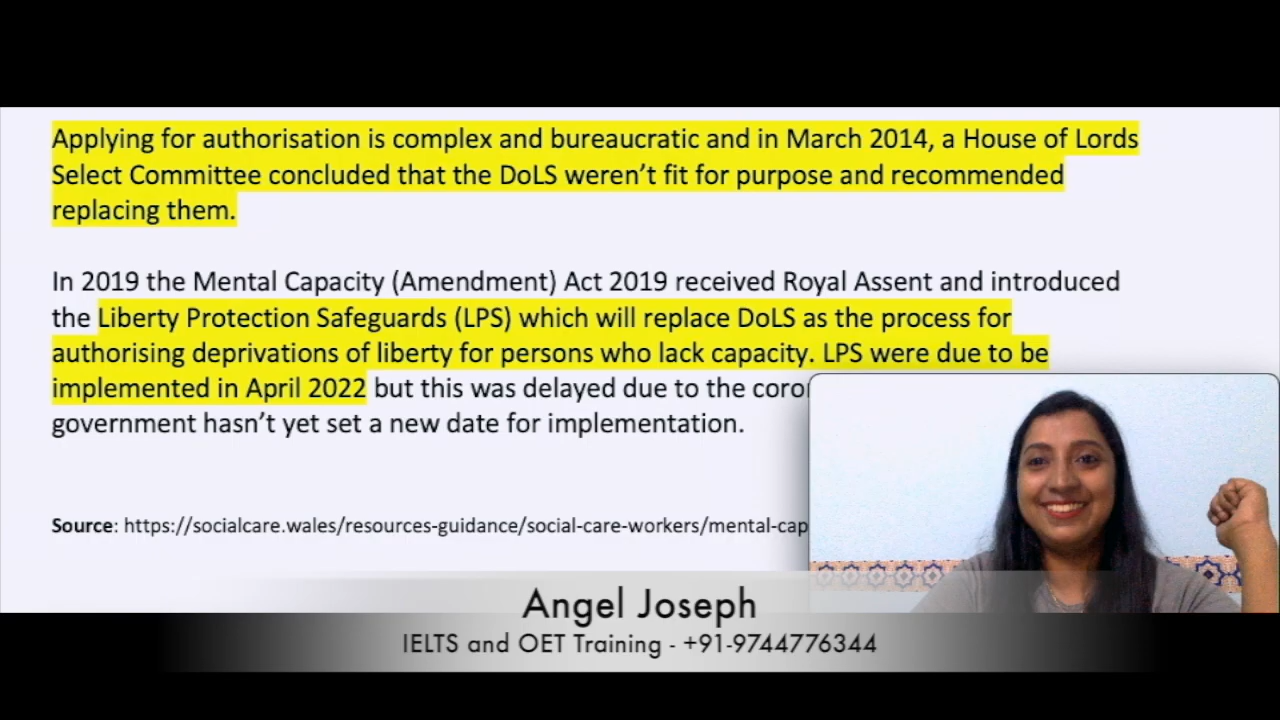 Applying for authorisation is complex and bureaucratic and in March 2014, a House of Lords
Select Committee concluded that the DoLS weren’t fit for purpose and recommended
replacing them.
In 2019 the Mental Capacity (Amendment) Act 2019 received Royal Assent and introduced
the Liberty Protection Safeguards (LPS) which will replace DoLS as the process for
authorising deprivations of liberty for persons who lack capacity. LPS were due to be
implemented in April 2022 but this was delayed due to the
government hasn’t yet set a new date for implementation.
Source: https://socialcare.wales/resources-guidance/social-care-workers/mental-cap
Angel Joseph
IELTS and OET Training - +91-9744776344